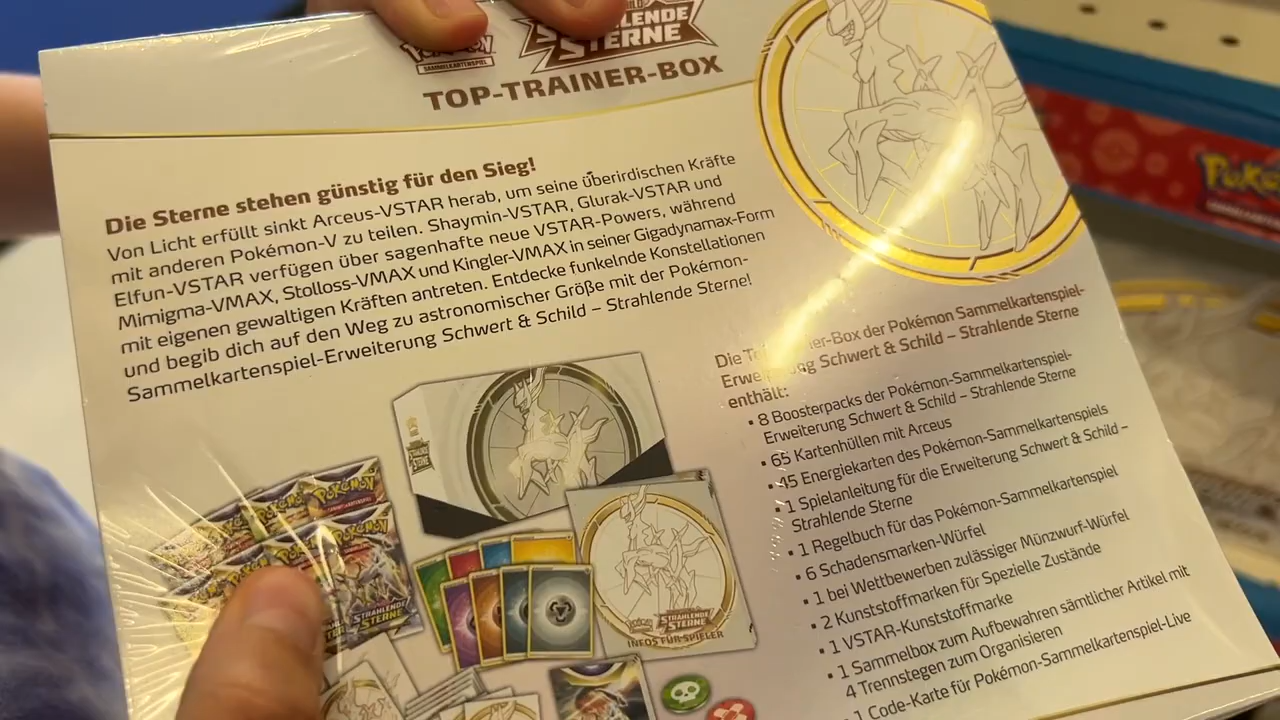 POKÉMON
SAMMELKARTENSPIEL
STERNE
TOP-TRAINER-BOX
Die Sterne stehen günstig für den Sieg!
Von Licht erfüllt sinkt Arceus-VSTAR herab, um seine überirdischen Kräfte
mit anderen Pokémon-V zu teilen. Shaymin-VSTAR, Glurak-VSTAR und
Elfun-VSTAR verfügen über sagenhafte neue VSTAR-Powers, während
Mimigma-VMAX, Stolloss-VMAX und Kingler-VMAX in seiner Gigadynamax-Form
mit eigenen gewaltigen Kräften antreten. Entdecke funkelnde Konstellationen
und begib dich auf den Weg zu astronomischer Größe mit der Pokémon-
Sammelkartenspiel-Erweiterung Schwert & Schild – Strahlende Sterne!
Die der Pokémon Sammelkartenspiel-
Schwert & Schild – Strahlende Sterne
enthält:
• 8 Boosterpacks der Pokémon-Sammelkartenspiel-
Erweiterung Schwert & Schild – Strahlende Sterne
• 65 Kartenhüllen mit Arceus
• 45 Energiekarten des Pokémon-Sammelkartenspiels
• 1 Spielanleitung für die Erweiterung Schwert & Schild –
Strahlende Sterne
• 1 Regelbuch für das Pokémon-Sammelkartenspiel
• 6 Schadensmarken-Würfel
• 1 bei Wettbewerben zulässiger Münzwurf-Würfel
• 2 Kunststoffmarken für Spezielle Zustände
• 1 VSTAR-Kunststoffmarke
• 1 Sammelbox zum Aufbewahren sämtlicher Artikel mit
4 Trennstegen zum Organisieren
1 Code-Karte für Pokémon-Sammelkartenspiel-Live
POKÉMON
POKÉMON
STRAHLENDE
STERNE
STRAHLENDE
STERNE
INFOS FÜR SPIELER